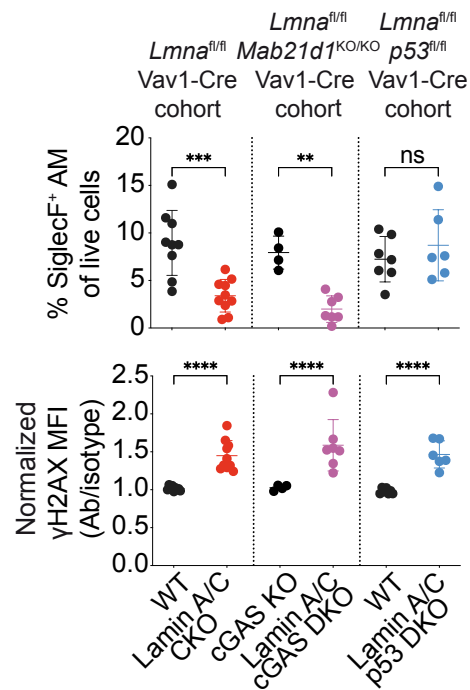 Lmna^fl/fl
Vav1-Cre
cohort
Lmna^fl/fl
Mab21d1^KO/KO
Vav1-Cre
cohort
Lmna^fl/fl
p53^fl/fl
Vav1-Cre
cohort
% SiglecF⁺ AM
of live cells
20
15
10
5
0
***
**
ns
Normalized
γH2AX MFI
(Ab/isotype)
2.5
2.0
1.5
1.0
0.5
0.0
****
****
****
WT
Lamin A/C
CKO
cGAS KO
Lamin A/C
cGAS DKO
WT
Lamin A/C
p53 DKO